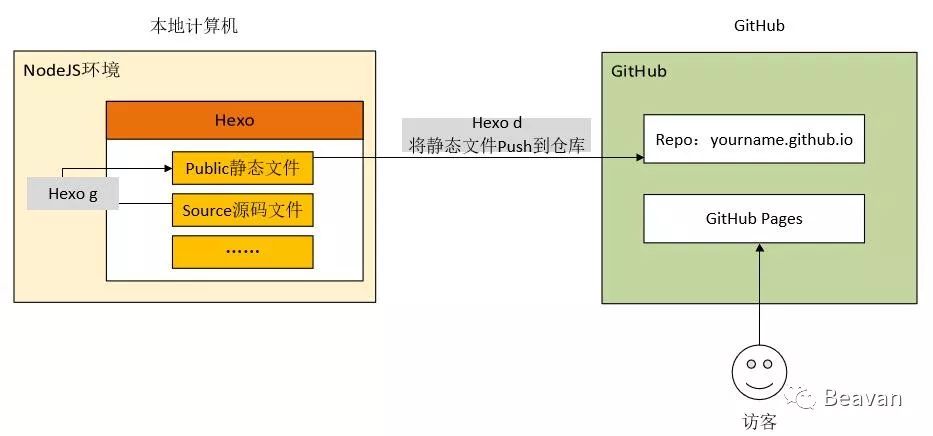 本地计算机
GitHub
NodeJS环境
GitHub
Hexo
Hexo d
将静态文件Push到仓库
Repo：yourname.github.io
Public静态文件
Hexo g
Source源码文件
GitHub Pages
……
Beavan
访客